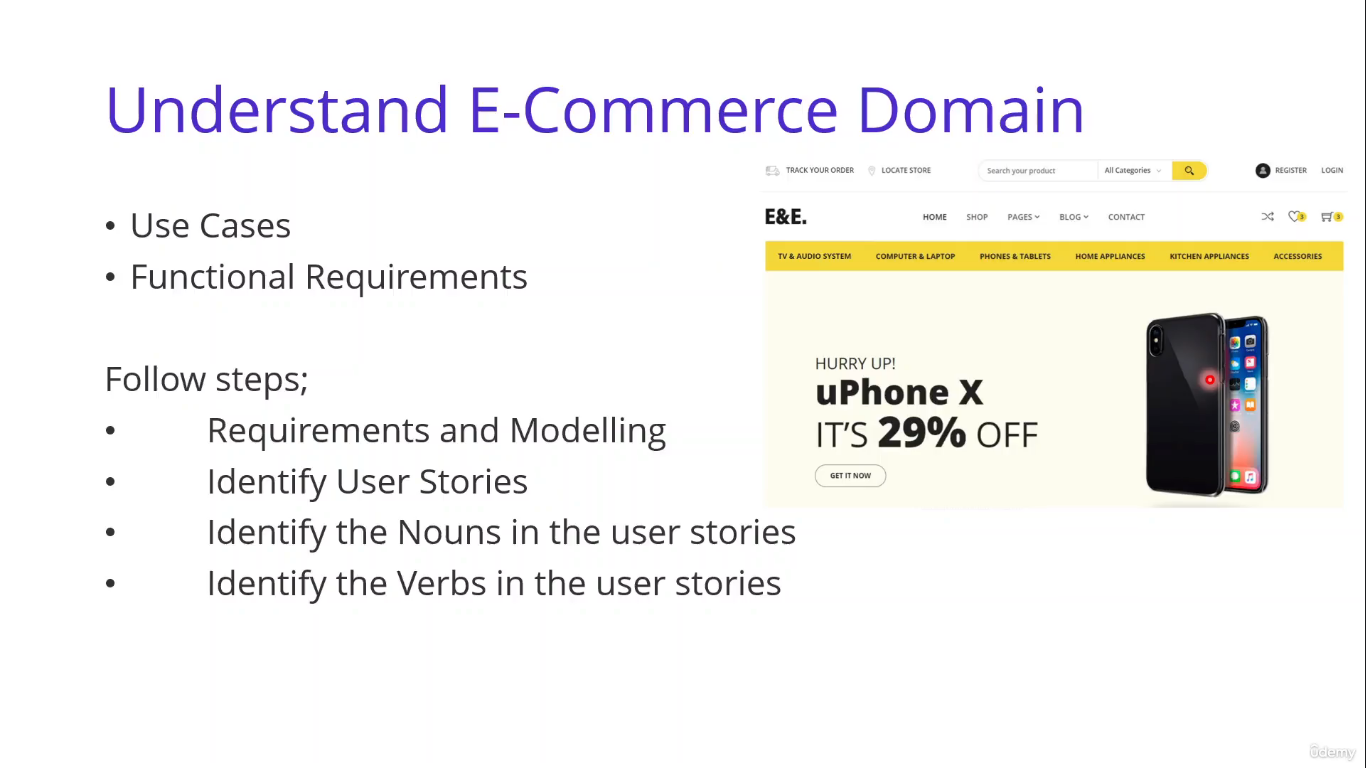 Understand E-Commerce Domain
• Use Cases
• Functional Requirements
Follow steps;
• Requirements and Modelling
• Identify User Stories
• Identify the Nouns in the user stories
• Identify the Verbs in the user stories
TRACK YOUR ORDER LOCATE STORE Search your product All Categories REGISTER LOGIN
E&E. HOME SHOP PAGES BLOG CONTACT
TV & AUDIO SYSTEM COMPUTER & LAPTOP PHONES & TABLETS HOME APPLIANCES KITCHEN APPLIANCES ACCESSORIES
HURRY UP!
uPhone X
IT'S 29% OFF
GET IT NOW
ûdemy